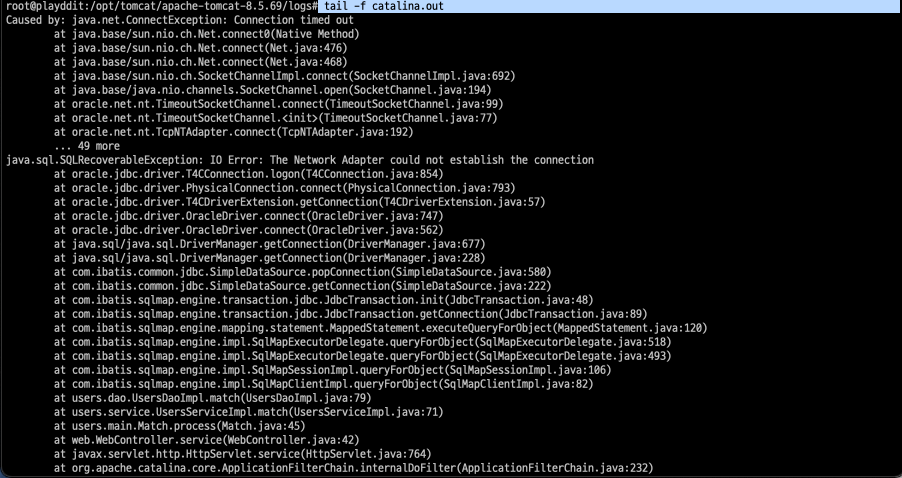 root@playddit:/opt/tomcat/apache-tomcat-8.5.69/logs# tail -f catalina.out
Caused by: java.net.ConnectException: Connection timed out
at java.base/sun.nio.ch.Net.connect0(Native Method)
at java.base/sun.nio.ch.Net.connect(Net.java:476)
at java.base/sun.nio.ch.Net.connect(Net.java:468)
at java.base/sun.nio.ch.SocketChannelImpl.connect(SocketChannelImpl.java:692)
at java.base/java.nio.channels.SocketChannel.open(SocketChannel.java:194)
at oracle.net.nt.TimeoutSocketChannel.connect(TimeoutSocketChannel.java:99)
at oracle.net.nt.TimeoutSocketChannel.<init>(TimeoutSocketChannel.java:77)
at oracle.net.nt.TcpNTAdapter.connect(TcpNTAdapter.java:192)
... 49 more
java.sql.SQLRecoverableException: IO Error: The Network Adapter could not establish the connection
at oracle.jdbc.driver.T4CConnection.logon(T4CConnection.java:854)
at oracle.jdbc.driver.PhysicalConnection.connect(PhysicalConnection.java:793)
at oracle.jdbc.driver.T4CDriverExtension.getConnection(T4CDriverExtension.java:57)
at oracle.jdbc.driver.OracleDriver.connect(OracleDriver.java:747)
at oracle.jdbc.driver.OracleDriver.connect(OracleDriver.java:562)
at java.sql/java.sql.DriverManager.getConnection(DriverManager.java:677)
at java.sql/java.sql.DriverManager.getConnection(DriverManager.java:228)
at com.ibatis.common.jdbc.SimpleDataSource.popConnection(SimpleDataSource.java:580)
at com.ibatis.common.jdbc.SimpleDataSource.getConnection(SimpleDataSource.java:222)
at com.ibatis.sqlmap.engine.transaction.jdbc.JdbcTransaction.init(JdbcTransaction.java:48)
at com.ibatis.sqlmap.engine.transaction.jdbc.JdbcTransaction.getConnection(JdbcTransaction.java:89)
at com.ibatis.sqlmap.engine.mapping.statement.MappedStatement.executeQueryForObject(MappedStatement.java:120)
at com.ibatis.sqlmap.engine.impl.SqlMapExecutorDelegate.queryForObject(SqlMapExecutorDelegate.java:518)
at com.ibatis.sqlmap.engine.impl.SqlMapExecutorDelegate.queryForObject(SqlMapExecutorDelegate.java:493)
at com.ibatis.sqlmap.engine.impl.SqlMapSessionImpl.queryForObject(SqlMapSessionImpl.java:106)
at com.ibatis.sqlmap.engine.impl.SqlMapClientImpl.queryForObject(SqlMapClientImpl.java:82)
at users.dao.UsersDaoImpl.match(UsersDaoImpl.java:79)
at users.service.UsersServiceImpl.match(UsersServiceImpl.java:71)
at users.main.Match.process(Match.java:45)
at web.WebController.service(WebController.java:42)
at javax.servlet.http.HttpServlet.service(HttpServlet.java:764)
at org.apache.catalina.core.ApplicationFilterChain.internalDoFilter(ApplicationFilterChain.java:232)